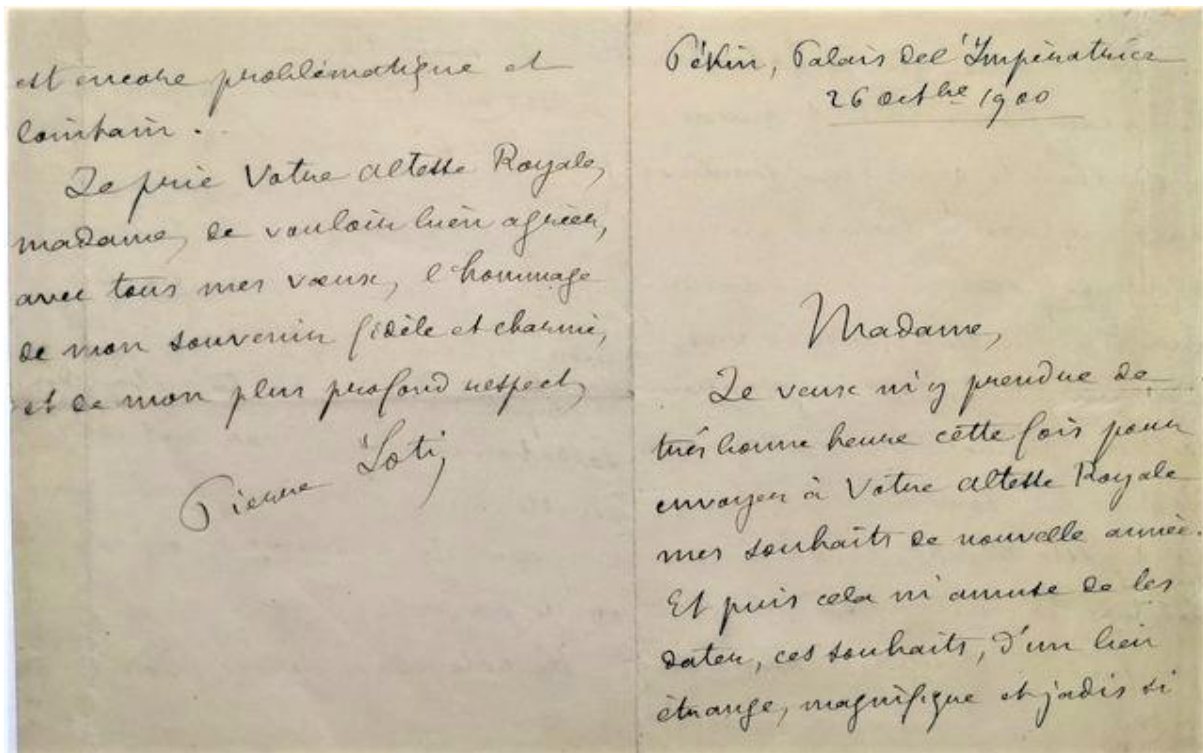 Pékin, Palais de l'Impératrice
26 octbre 1900
Madame,
Je veux m'y prendre de
très bonne heure cette fois pour
envoyer à Votre Altesse Royale
mes souhaits de nouvelle année.
Et puis cela m'amuse de les
dater, ces souhaits, d'un lieu
étrange, magnifique et jadis si
est encore problématique et
lointain.
Je prie Votre Altesse Royale,
madame, de vouloir bien agréer,
avec tous mes vœux, l'hommage
de mon souvenir fidèle et charmé,
et de mon plus profond respect,
Pierre Loti